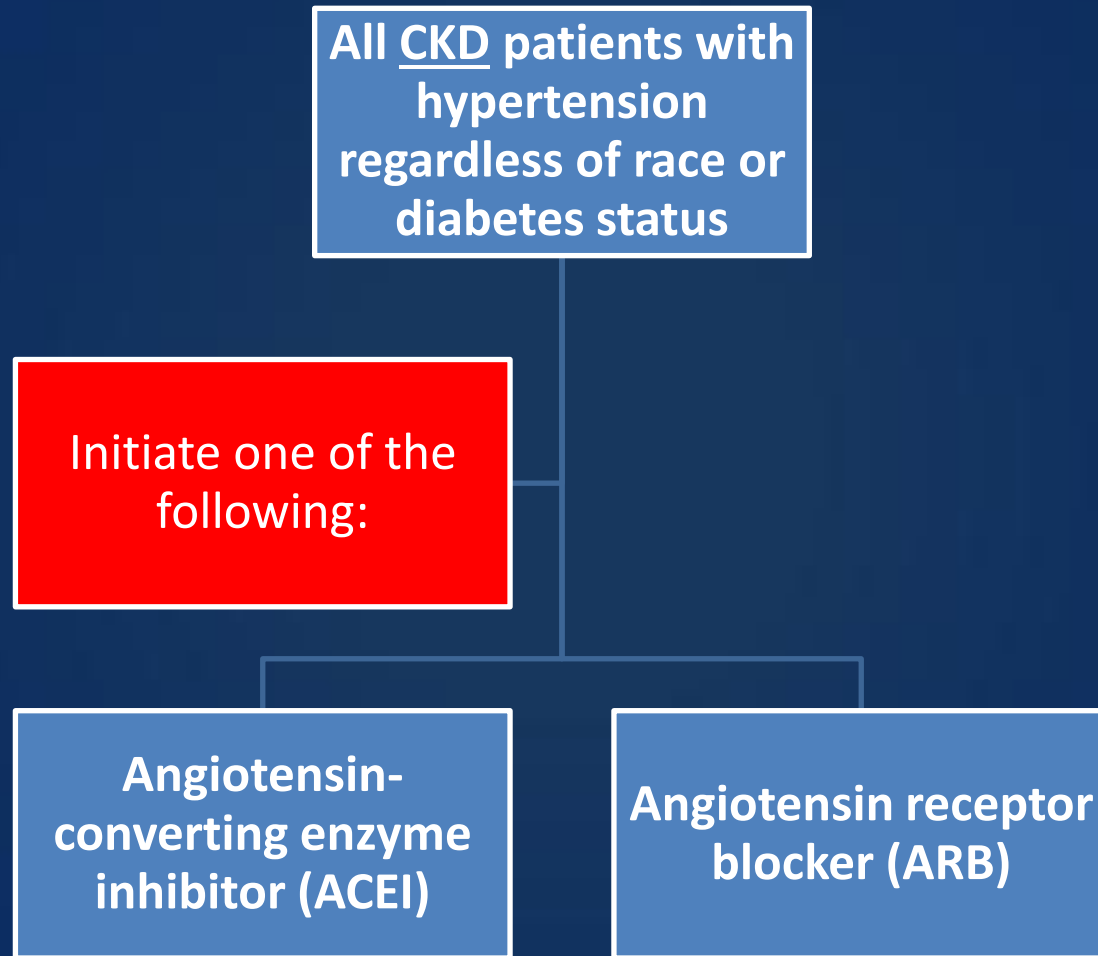 All CKD patients with
hypertension
regardless of race or
diabetes status
Initiate one of the
following:
Angiotensin-
converting enzyme
inhibitor (ACEI)
Angiotensin receptor
blocker (ARB)